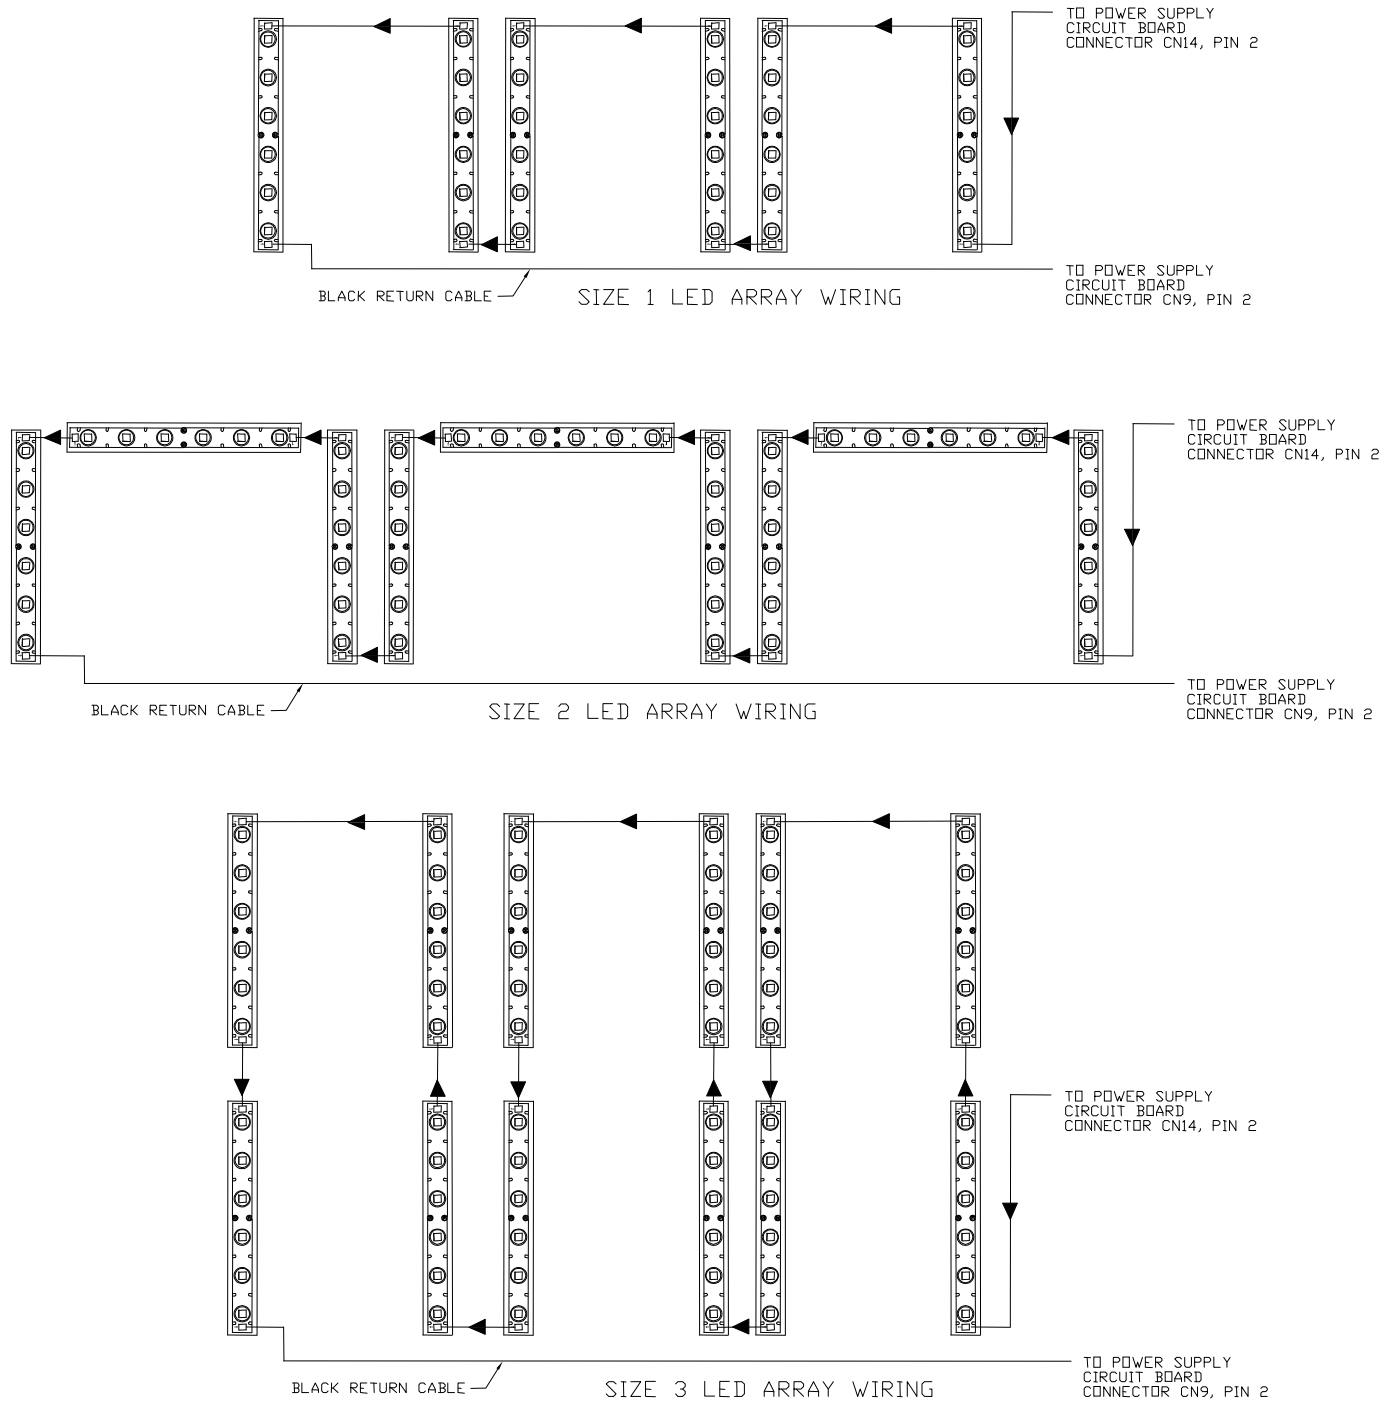 TO POWER SUPPLY
CIRCUIT BOARD
CONNECTOR CN14, PIN 2
TO POWER SUPPLY
CIRCUIT BOARD
CONNECTOR CN9, PIN 2
BLACK RETURN CABLE
SIZE 1 LED ARRAY WIRING
TO POWER SUPPLY
CIRCUIT BOARD
CONNECTOR CN14, PIN 2
TO POWER SUPPLY
CIRCUIT BOARD
CONNECTOR CN9, PIN 2
BLACK RETURN CABLE
SIZE 2 LED ARRAY WIRING
TO POWER SUPPLY
CIRCUIT BOARD
CONNECTOR CN14, PIN 2
TO POWER SUPPLY
CIRCUIT BOARD
CONNECTOR CN9, PIN 2
BLACK RETURN CABLE
SIZE 3 LED ARRAY WIRING